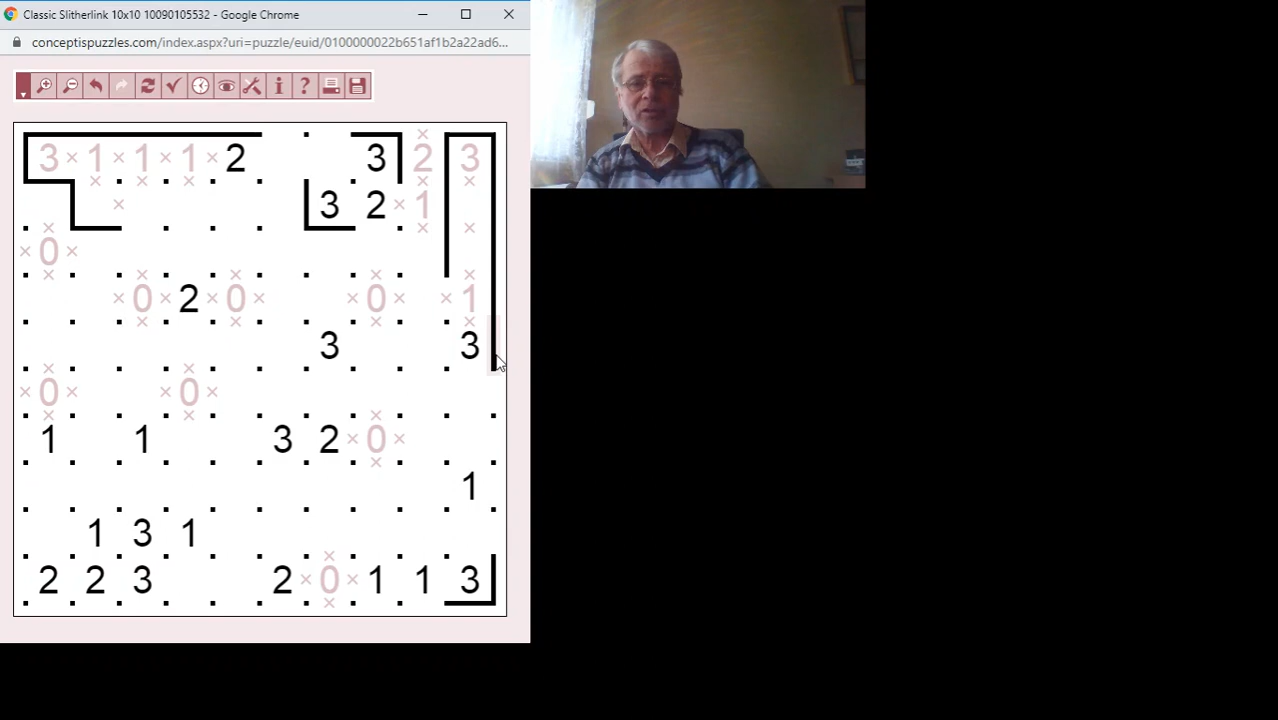 Classic Slitherlink 10x10 10090105532 - Google Chrome
conceptispuzzles.com/index.aspx?uri=puzzle/euid/0100000022b651af1b2a22ad6...
3 1 1 1 2 3 2 3
3 2 1
0
0 2 0 0 1
3 3
0 0
1 1 3 2 0
1
1 3 1
2 2 3 2 0 1 1 3